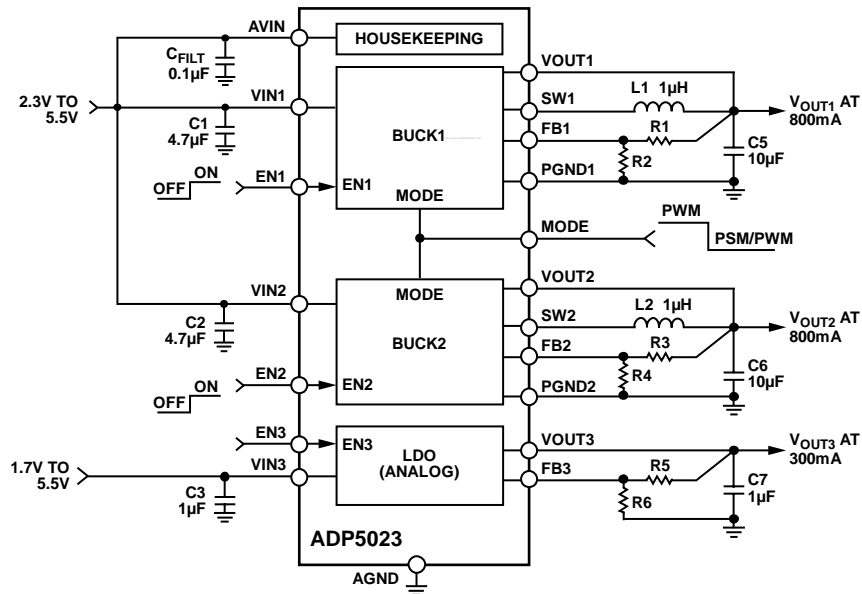 AVIN
HOUSEKEEPING
CFILT
0.1µF
VOUT1
L1 1µH
2.3V TO
5.5V
VIN1
SW1
VOUT1 AT
800mA
C1
4.7µF
BUCK1
FB1
R1
R2
C5
10µF
OFF
ON
EN1
EN1
PGND1
MODE
MODE
PWM
PSM/PWM
VIN2
MODE
VOUT2
L2 1µH
C2
4.7µF
BUCK2
SW2
VOUT2 AT
800mA
FB2
R3
R4
C6
10µF
OFF
ON
EN2
EN2
PGND2
EN3
EN3
LDO
(ANALOG)
VOUT3
VOUT3 AT
300mA
1.7V TO
5.5V
VIN3
FB3
R5
R6
C7
1µF
C3
1µF
ADP5023
AGND